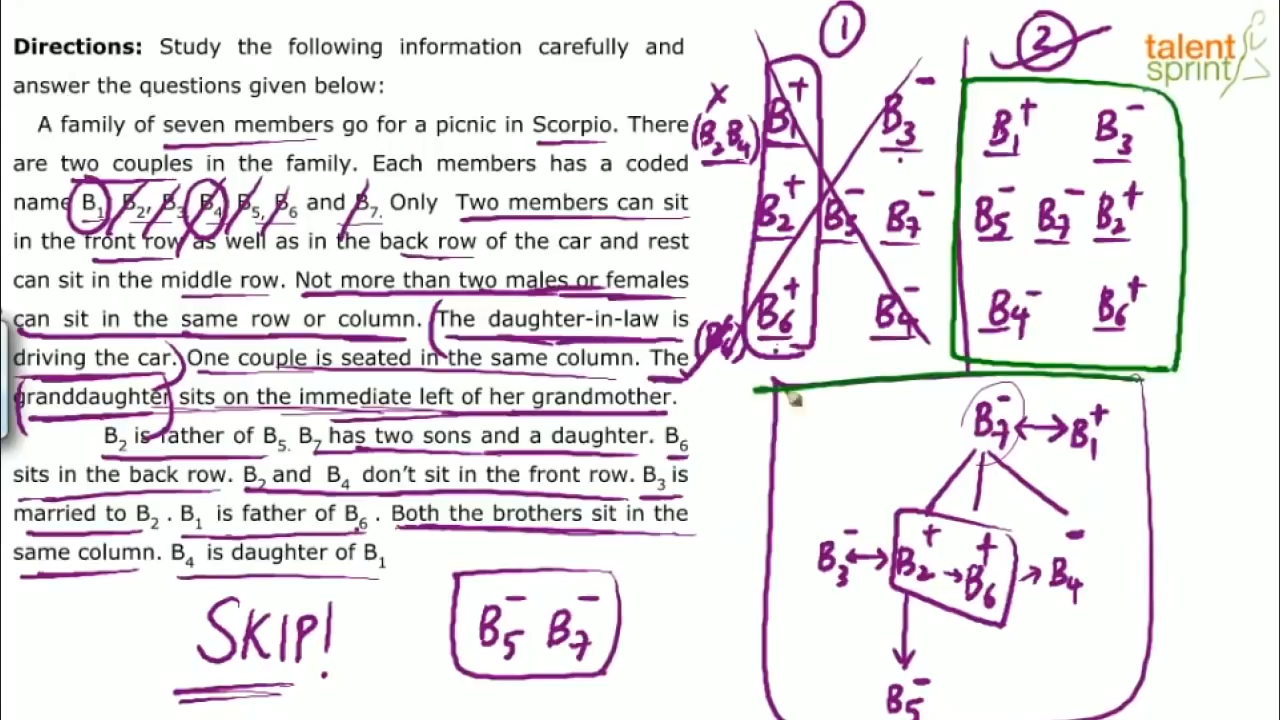 Directions: Study the following information carefully and
answer the questions given below:
A family of seven members go for a picnic in Scorpio. There
are two couples in the family. Each members has a coded
name B1, B2, B3, B4, B5, B6 and B7. Only Two members can sit
in the front row as well as in the back row of the car and rest
can sit in the middle row. Not more than two males or females
can sit in the same row or column. The daughter-in-law is
driving the car. One couple is seated in the same column. The
granddaughter sits on the immediate left of her grandmother.
B2 is father of B5. B7 has two sons and a daughter. B6
sits in the back row. B2 and B4 don't sit in the front row. B3 is
married to B2 . B1 is father of B6 . Both the brothers sit in the
same column. B4 is daughter of B1
SKIP!
B5- B7-
1
x
(B2 B4)
B1+ B3-
B2+ B5- B7-
B6+ B4-
2
B1+ B3-
B5- B7- B2+
B4- B6+
B7- ↔ B1+
B3- ↔ B2+ → B6+ → B4-
B5-
talent
sprint